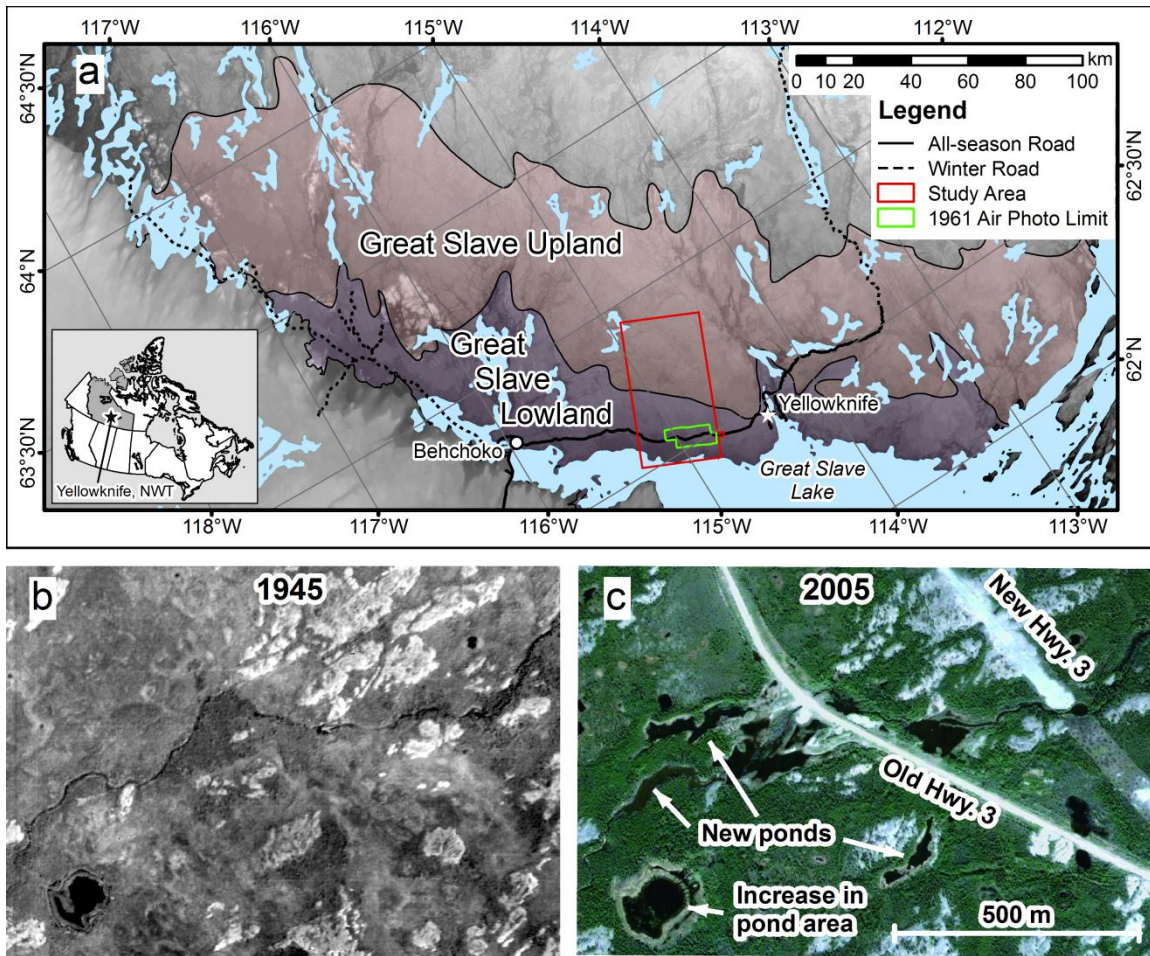 117°W
116°W
115°W
114°W
113°W
112°W
a
64°30'N
64°N
63°30'N
62°30'N
62°N
0 10 20 40 60 80 100
km
Legend
All-season Road
Winter Road
Study Area
1961 Air Photo Limit
Great Slave Upland
Great
Slave
Lowland
Yellowknife
Behchoko
Great Slave
Lake
Yellowknife, NWT
118°W
117°W
116°W
115°W
114°W
113°W
b
1945
c
2005
New Hwy. 3
Old Hwy. 3
New ponds
Increase in
pond area
500 m